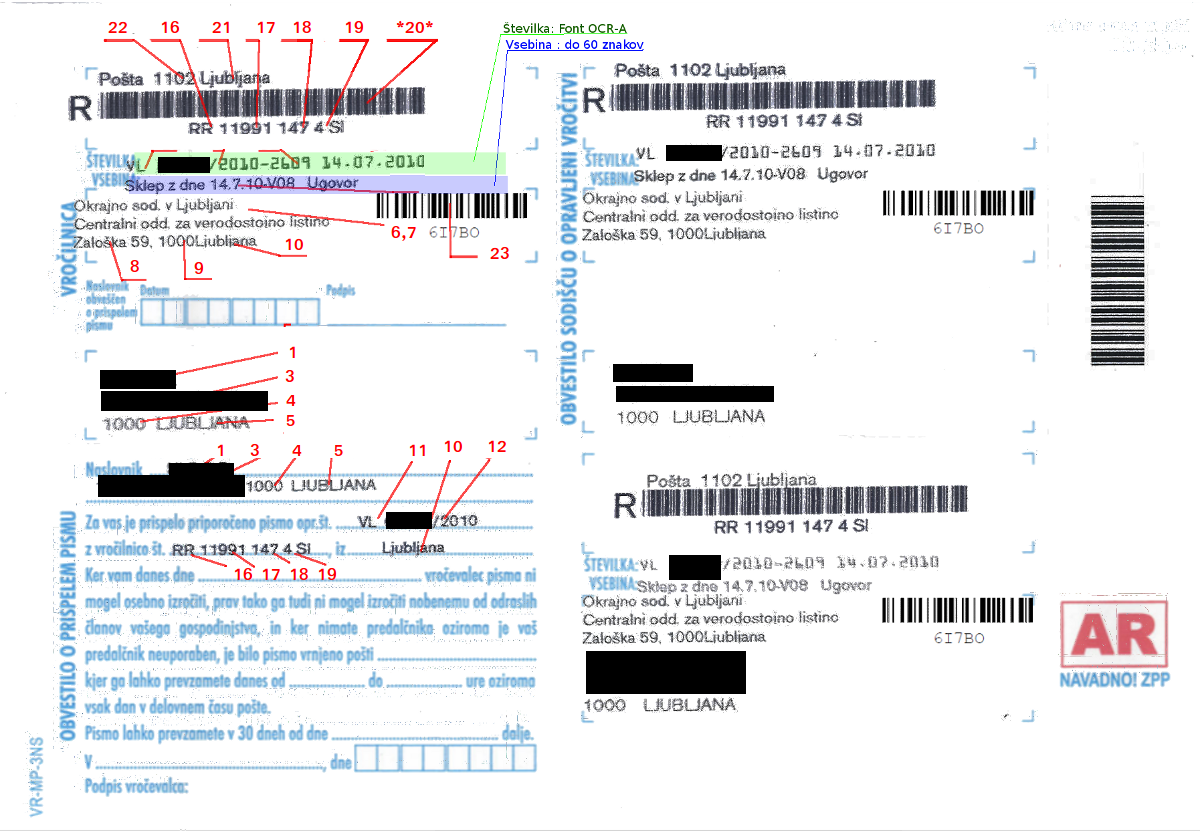 22 16 21 17 18 19 *20*
Številka: Font OCR-A
Vsebina : do 60 znakov
Pošta 1102 Ljubljana
R
RR 11991 147 4 SI
ŠTEVILKA:
VL /2010-2609 14.07.2010
VSEBINA:
Sklep z dne 14.7.10-V08 Ugovor
Okrajno sod. v Ljubljani
Centralni odd. za verodostojno listino
Zaloška 59, 1000Ljubljana
6I7BO
6,7
10
23
8
9
VROČILNICA
Naslovnik
obveščen
o prispelem
pismu
Datum
Podpis
1
3
4
5
1000 LJUBLJANA
1 3 4 5 11 10 12
Naslovnik
1000 LJUBLJANA
Za vas je prispelo priporočeno pismo opr.št. VL /2010
z vročilnico št. RR 11991 147 4 SI, iz Ljubljana
16 17 18 19
Ker vam danes dne vročevalec pisma ni
mogel osebno izročiti, prav tako ga tudi ni mogel izročiti nobenemu od odraslih
članov vašega gospodinjstva, in ker nimate predalčnika oziroma je vaš
predalčnik neuporaben, je bilo pismo vrnjeno pošti
kjer ga lahko prevzamete danes od do ure oziroma
vsak dan v delovnem času pošte.
Pismo lahko prevzamete v 30 dneh od dne dalje.
V , dne
Podpis vročevalca:
OBVESTILO O PRISPELEM PISMU
VR-MP-3NS
OBVESTILO SODIŠČU O OPRAVLJENI VROČITVI
Pošta 1102 Ljubljana
R
RR 11991 147 4 SI
ŠTEVILKA:
VL /2010-2609 14.07.2010
VSEBINA:
Sklep z dne 14.7.10-V08 Ugovor
Okrajno sod. v Ljubljani
Centralni odd. za verodostojno listino
Zaloška 59, 1000Ljubljana
6I7BO
1000 LJUBLJANA
Pošta 1102 Ljubljana
R
RR 11991 147 4 SI
ŠTEVILKA:
VL /2010-2609 14.07.2010
VSEBINA:
Sklep z dne 14.7.10-V08 Ugovor
Okrajno sod. v Ljubljani
Centralni odd. za verodostojno listino
Zaloška 59, 1000Ljubljana
6I7BO
1000 LJUBLJANA
AR
NAVADNO! ZPP